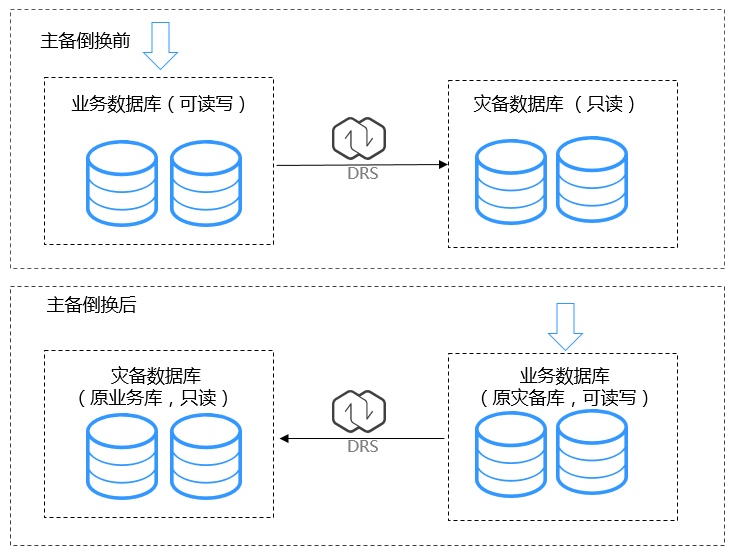 主备倒换前
业务数据库（可读写）
灾备数据库（只读）
DRS
主备倒换后
灾备数据库
（原业务库，只读）
DRS
业务数据库
（原灾备库，可读写）